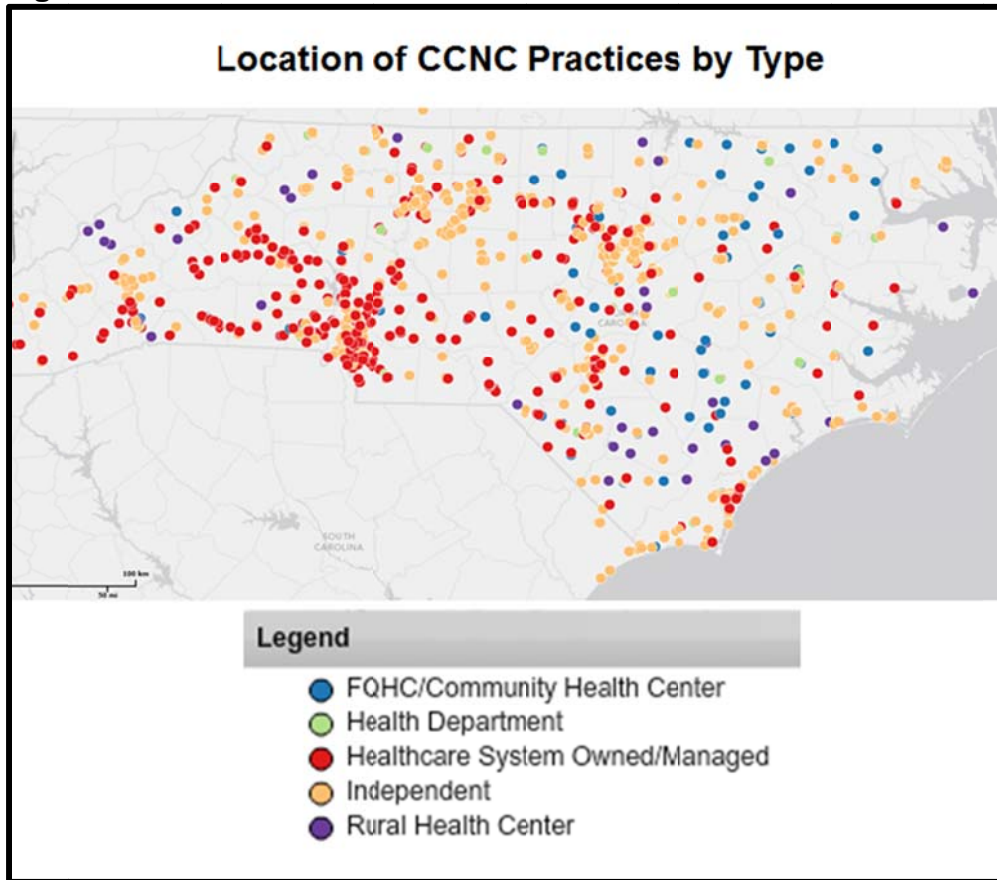 Location of CCNC Practices by Type
CAROLINA
SOUTH
CAROLINA
100 km
50 mi
Legend
FQHC/Community Health Center
Health Department
Healthcare System Owned/Managed
Independent
Rural Health Center